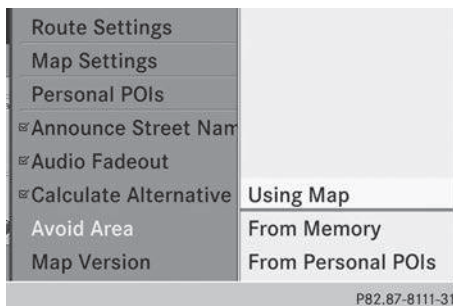 Route Settings
Map Settings
Personal POIs
Announce Street Nam
Audio Fadeout
Calculate Alternative
Avoid Area
Map Version
Using Map
From Memory
From Personal POIs
P82.87-8111-31